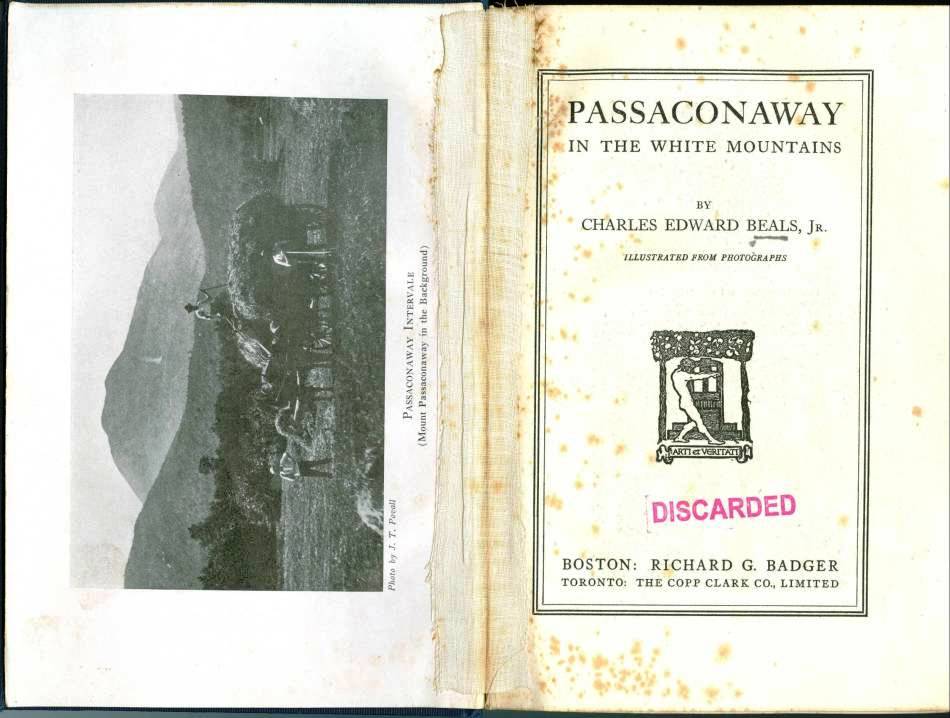 PASSACONAWAY INTERVALE
(Mount Passaconaway in the Background)
Photo by J. T. Povall
PASSACONAWAY
IN THE WHITE MOUNTAINS
BY
CHARLES EDWARD BEALS, JR.
ILLUSTRATED FROM PHOTOGRAPHS
ARTI et VERITATI
DISCARDED
BOSTON: RICHARD G. BADGER
TORONTO: THE COPP CLARK CO., LIMITED